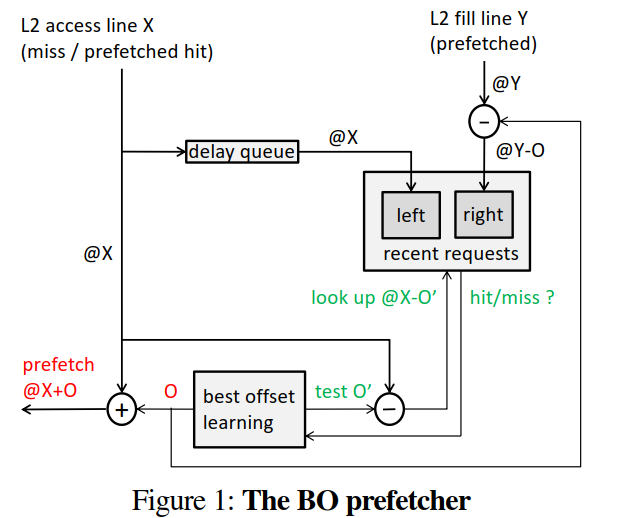 L2 access line X
(miss / prefetched hit)
L2 fill line Y
(prefetched)
@Y
-
@Y-O
delay queue
@X
left
right
recent requests
@X
look up @X-O’
hit/miss ?
prefetch
@X+O
+
O
best offset
learning
test O’
−
Figure 1: The BO prefetcher